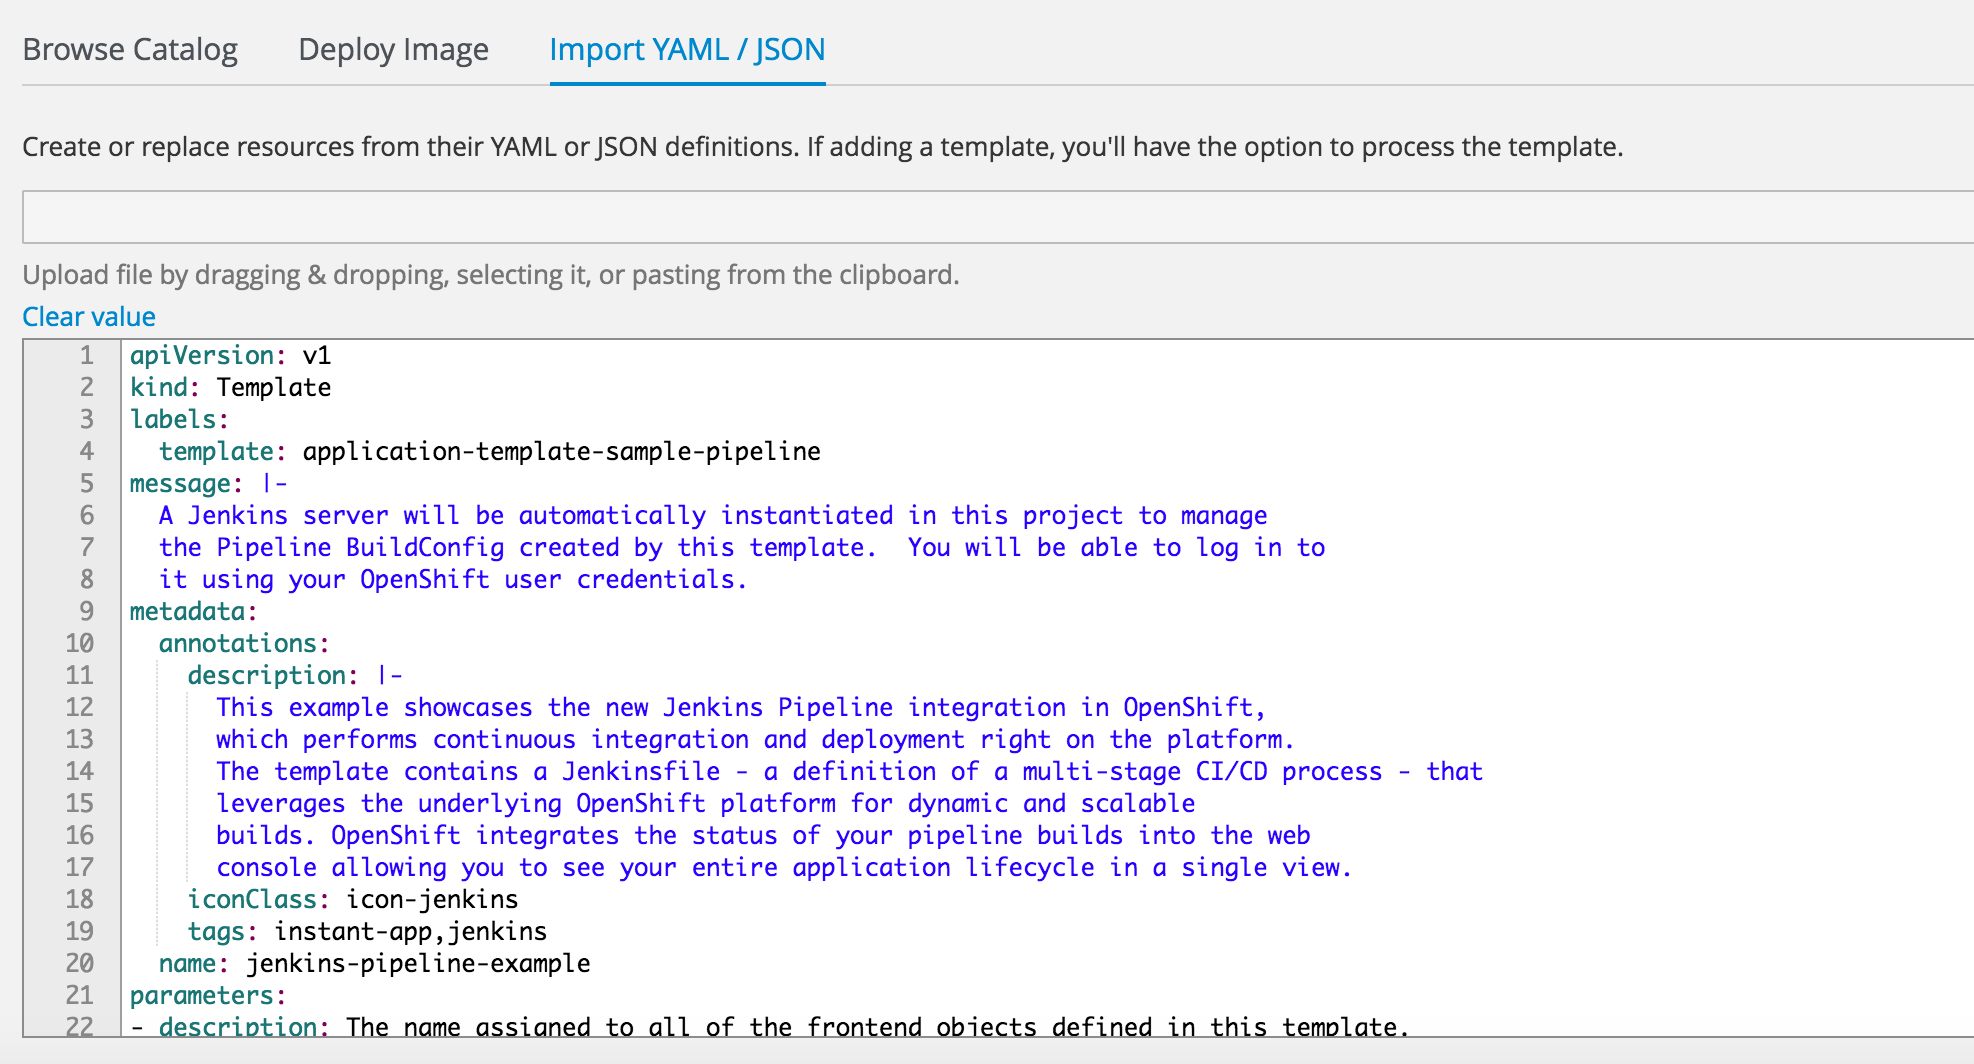 Browse Catalog Deploy Image Import YAML / JSON
Create or replace resources from their YAML or JSON definitions. If adding a template, you'll have the option to process the template.
Upload file by dragging & dropping, selecting it, or pasting from the clipboard.
Clear value
1 apiVersion: v1
2 kind: Template
3 labels:
4   template: application-template-sample-pipeline
5 message: |-
6   A Jenkins server will be automatically instantiated in this project to manage
7   the Pipeline BuildConfig created by this template.  You will be able to log in to
8   it using your OpenShift user credentials.
9 metadata:
10   annotations:
11     description: |-
12       This example showcases the new Jenkins Pipeline integration in OpenShift,
13       which performs continuous integration and deployment right on the platform.
14       The template contains a Jenkinsfile - a definition of a multi-stage CI/CD process - that
15       leverages the underlying OpenShift platform for dynamic and scalable
16       builds. OpenShift integrates the status of your pipeline builds into the web
17       console allowing you to see your entire application lifecycle in a single view.
18     iconClass: icon-jenkins
19     tags: instant-app,jenkins
20   name: jenkins-pipeline-example
21 parameters:
22 - description: The name assigned to all of the frontend objects defined in this template.